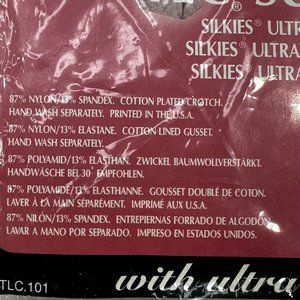 SILKIES® ULTR
SILKIES® ULTRA
SILKIES® ULTRA
87% NYLON/13% SPANDEX. COTTON PLATED CROTCH.
HAND WASH SEPARATELY. PRINTED IN THE U.S.A.
87% NYLON/13% ELASTANE. COTTON LINED GUSSET.
HAND WASH SEPARATELY.
87% POLYAMID/13% ELASTHAN. ZWICKEL BAUMWOLLVERSTÄRKT.
HANDWÄSCHE BEI 30° EMPFOHLEN.
87% POLYAMIDE/13% ELASTHANNE. GOUSSET DOUBLÉ DE COTON.
LAVER À LA MAIN SÉPARÉMENT. IMPRIMÉ AUX U.S.A.
87% NILÓN/13% SPANDEX. ENTREPIERNAS FORRADO DE ALGODÓN.
LAVAR A MANO POR SEPARADO. IMPRESO EN ESTADOS UNIDOS.
TLC.101
with ultra